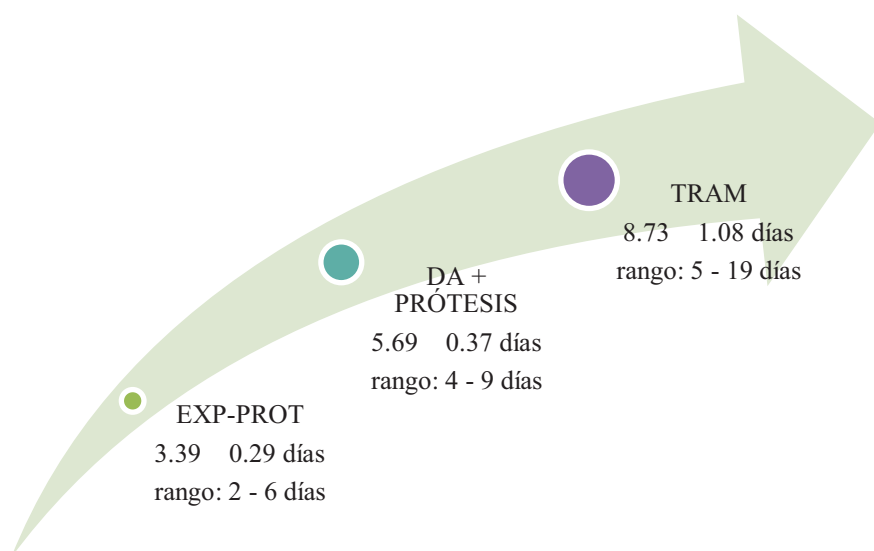 TRAM
8.73 1.08 días
rango: 5 - 19 días
DA +
PRÓTESIS
5.69 0.37 días
rango: 4 - 9 días
EXP-PROT
3.39 0.29 días
rango: 2 - 6 días